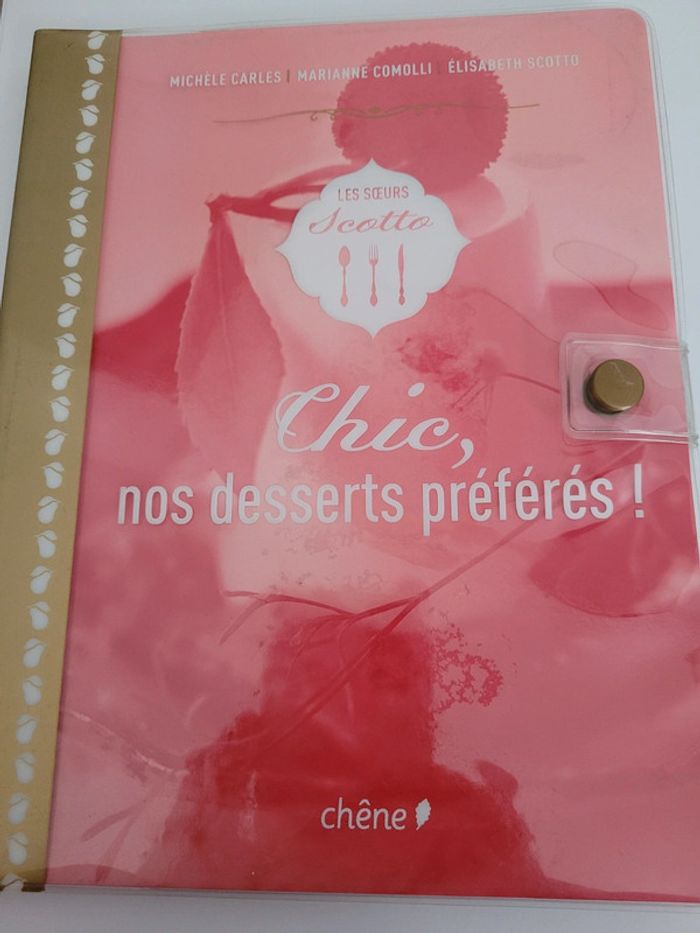 MICHÈLE CARLES | MARIANNE COMOLLI | ÉLISABETH SCOTTO
LES SŒURS
Scotto
Chic,
nos desserts préférés !
chêne